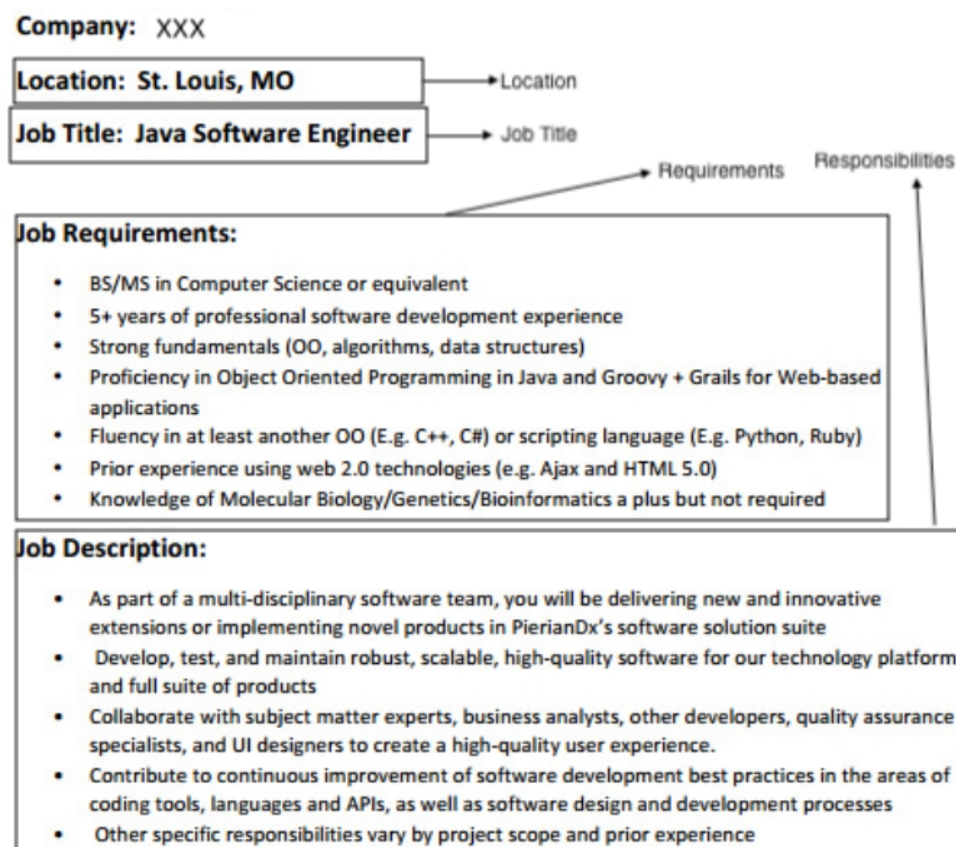 Company: XXX
Location: St. Louis, MO
Location
Job Title: Java Software Engineer
Job Title
Requirements
Responsibilities
Job Requirements:
• BS/MS in Computer Science or equivalent
• 5+ years of professional software development experience
• Strong fundamentals (OO, algorithms, data structures)
• Proficiency in Object Oriented Programming in Java and Groovy + Grails for Web-based
applications
• Fluency in at least another OO (E.g. C++, C#) or scripting language (E.g. Python, Ruby)
• Prior experience using web 2.0 technologies (e.g. Ajax and HTML 5.0)
• Knowledge of Molecular Biology/Genetics/Bioinformatics a plus but not required
Job Description:
• As part of a multi-disciplinary software team, you will be delivering new and innovative
extensions or implementing novel products in PierianDx's software solution suite
• Develop, test, and maintain robust, scalable, high-quality software for our technology platform
and full suite of products
• Collaborate with subject matter experts, business analysts, other developers, quality assurance
specialists, and UI designers to create a high-quality user experience.
• Contribute to continuous improvement of software development best practices in the areas of
coding tools, languages and APIs, as well as software design and development processes
• Other specific responsibilities vary by project scope and prior experience